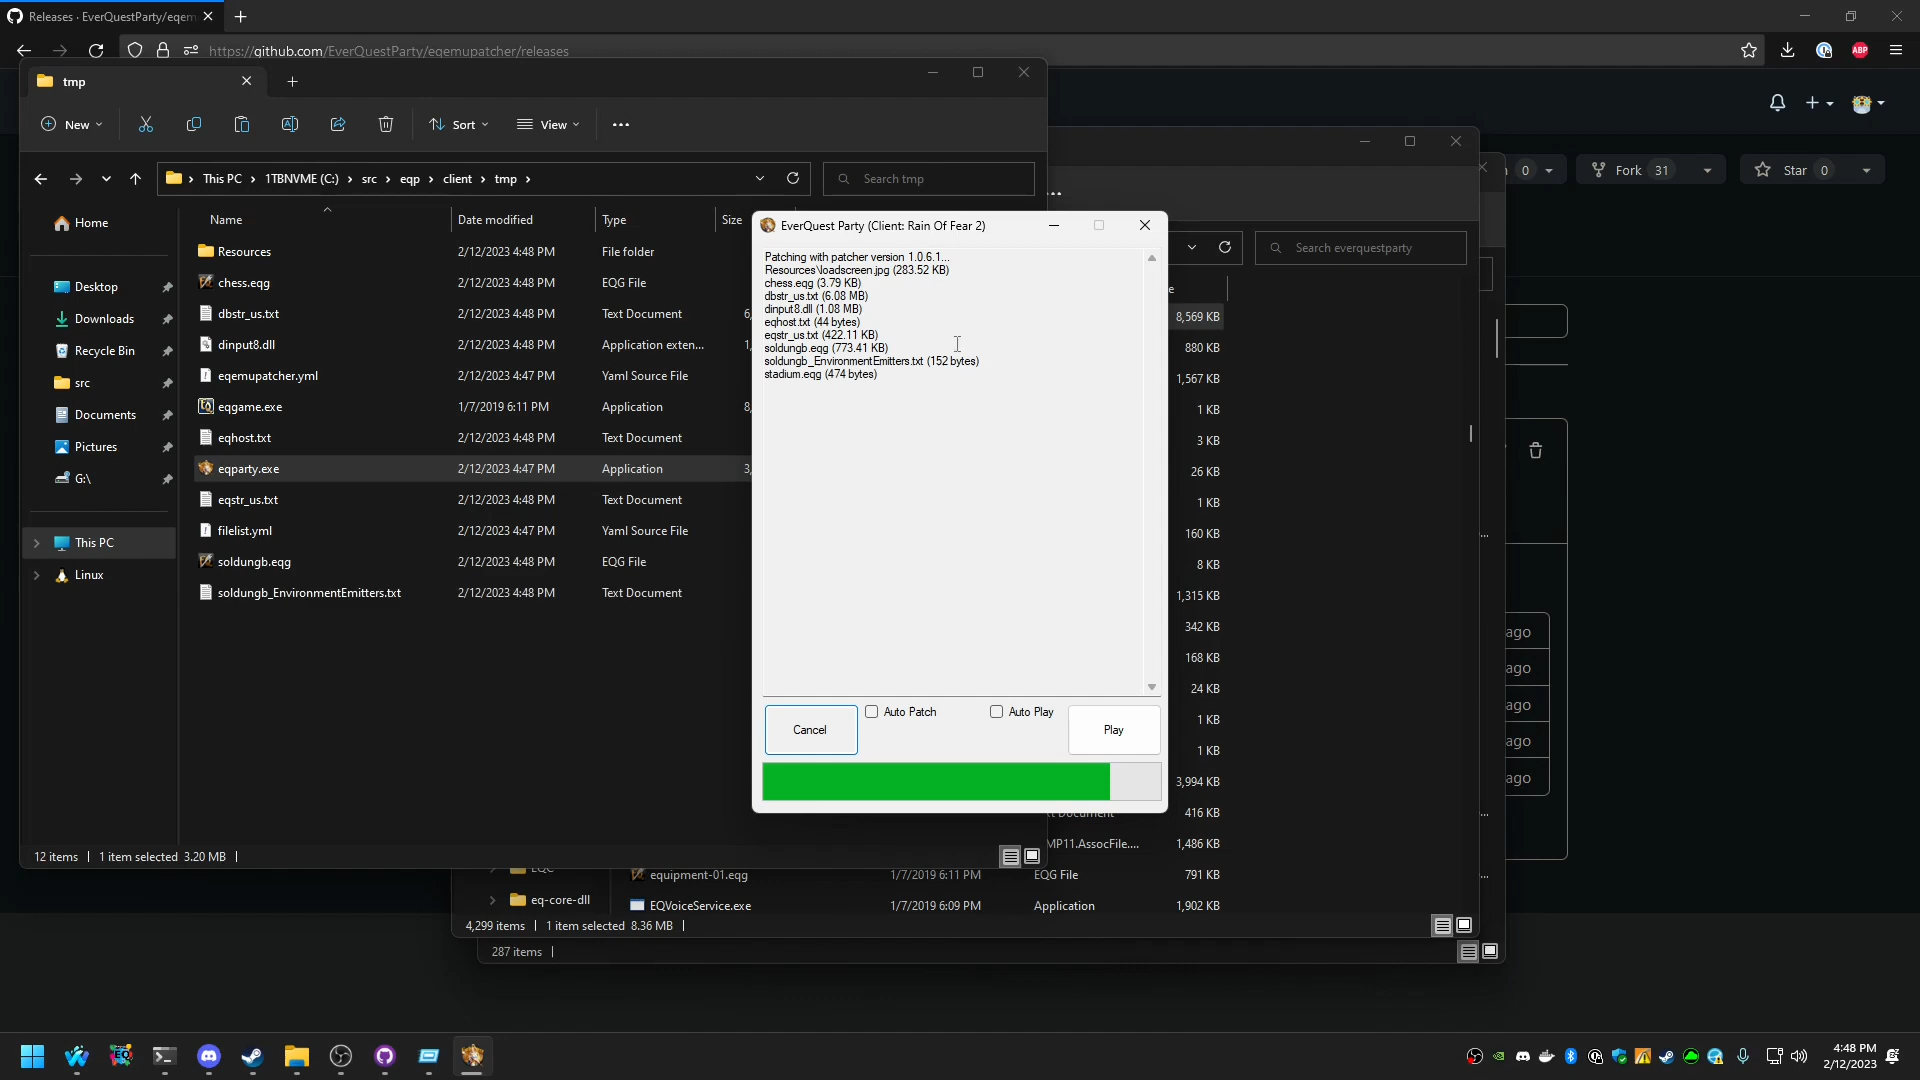 Releases · EverQuestParty/eqem
https://github.com/EverQuestParty/eqemupatcher/releases
ABP
tmp
New
Sort
View
This PC
1TBNVME (C:)
src
eqp
client
tmp
Search tmp
0
Fork 31
Star 0
Name
Date modified
Type
Size
Home
Desktop
Downloads
Recycle Bin
src
Documents
Pictures
G:\
This PC
Linux
Resources 2/12/2023 4:48 PM File folder
chess.eqg 2/12/2023 4:48 PM EQG File
dbstr_us.txt 2/12/2023 4:48 PM Text Document 6,
dinput8.dll 2/12/2023 4:48 PM Application exten... 1,
eqemupatcher.yml 2/12/2023 4:47 PM Yaml Source File
eqgame.exe 1/7/2019 6:11 PM Application 8,
eqhost.txt 2/12/2023 4:48 PM Text Document
eqparty.exe 2/12/2023 4:47 PM Application 3,
eqstr_us.txt 2/12/2023 4:48 PM Text Document
filelist.yml 2/12/2023 4:47 PM Yaml Source File
soldungb.eqg 2/12/2023 4:48 PM EQG File
soldungb_EnvironmentEmitters.txt 2/12/2023 4:48 PM Text Document
12 items
1 item selected 3.20 MB
EverQuest Party (Client: Rain Of Fear 2)
Patching with patcher version 1.0.6.1...
Resources\loadscreen.jpg (283.52 KB)
chess.eqg (3.79 KB)
dbstr_us.txt (6.08 MB)
dinput8.dll (1.08 MB)
eqhost.txt (44 bytes)
eqstr_us.txt (422.11 KB)
soldungb.eqg (773.41 KB)
soldungb_EnvironmentEmitters.txt (152 bytes)
stadium.eqg (474 bytes)
Cancel
Auto Patch
Auto Play
Play
Search everquestparty
e
8,569 KB
880 KB
1,567 KB
1 KB
3 KB
26 KB
1 KB
160 KB
8 KB
1,315 KB
342 KB
168 KB
24 KB
1 KB
1 KB
3,994 KB
416 KB
MP11.AssocFile... 1,486 KB
equipment-01.eqg 1/7/2019 6:11 PM EQG File 791 KB
EQVoiceService.exe 1/7/2019 6:09 PM Application 1,902 KB
eq-core-dll
4,299 items
1 item selected 8.36 MB
287 items
ago
ago
ago
ago
ago
4:48 PM
2/12/2023